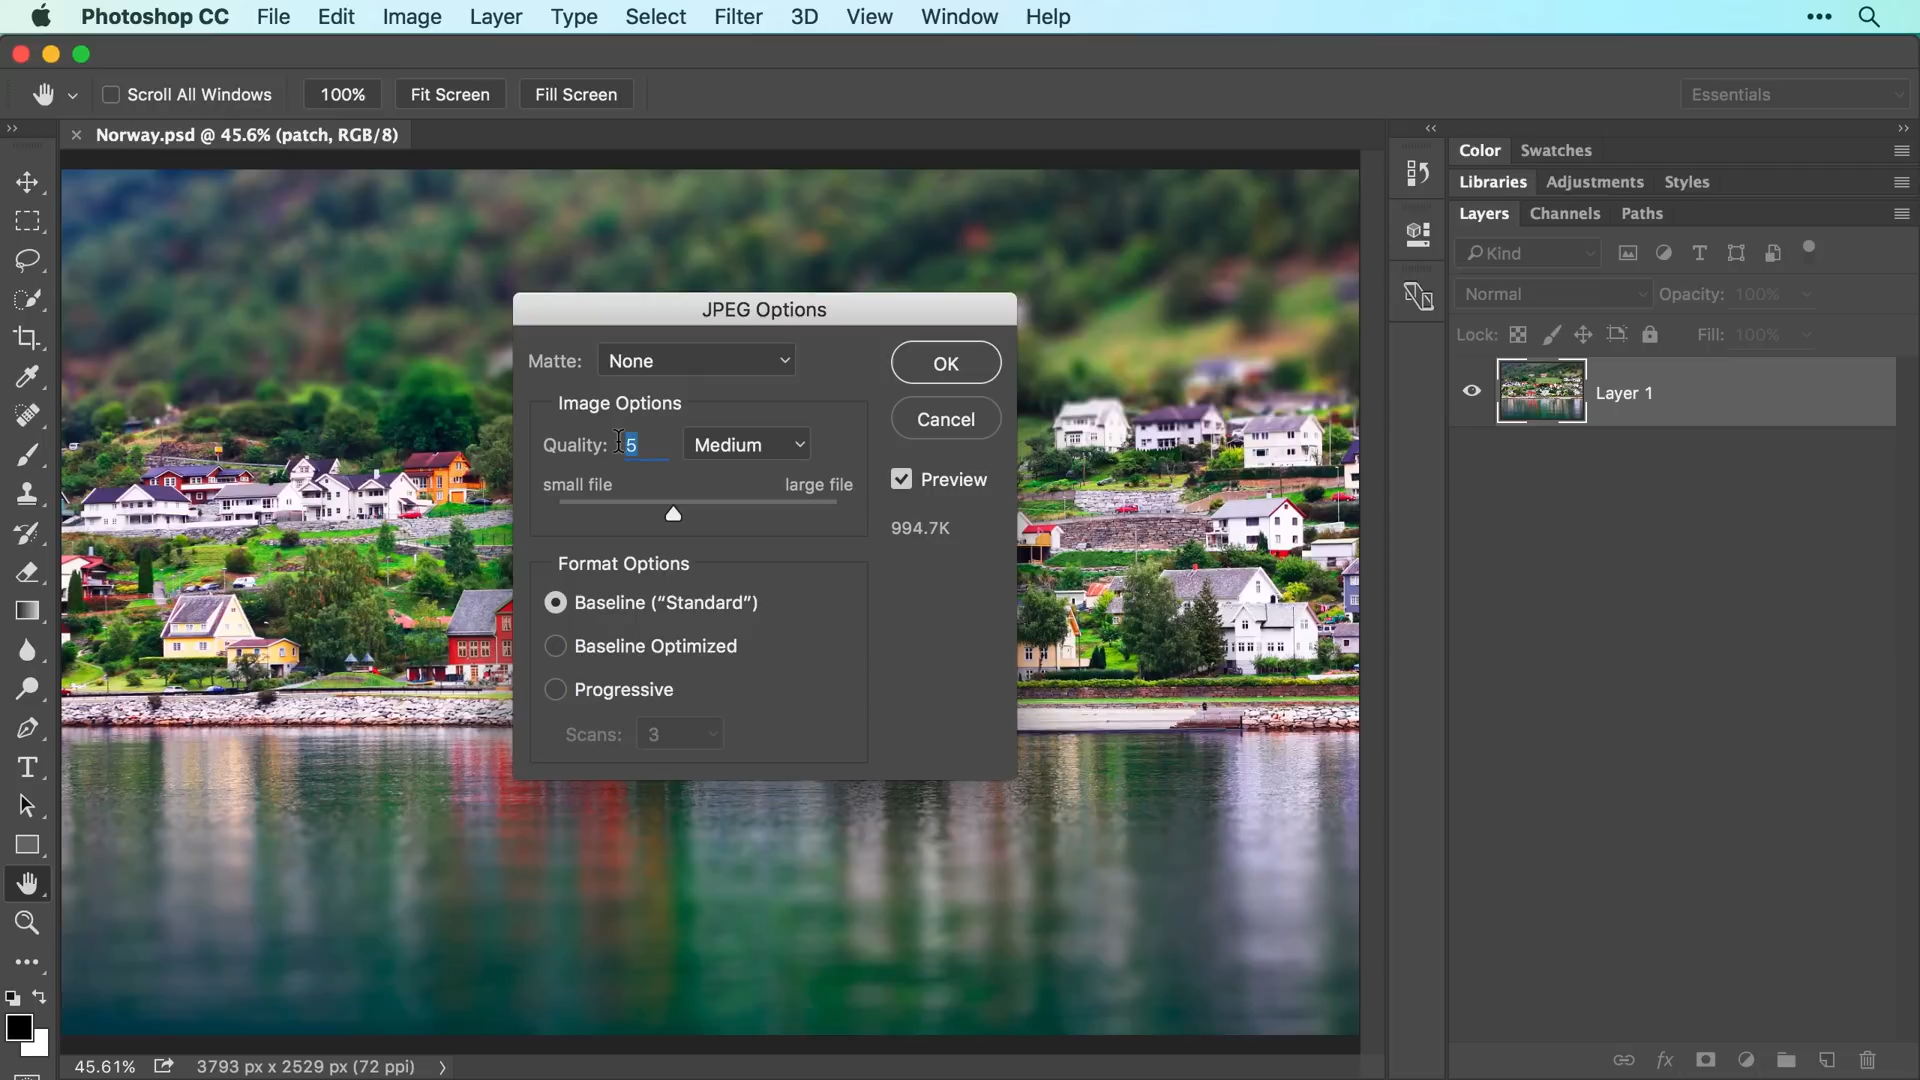 Photoshop CC File Edit Image Layer Type Select Filter 3D View Window Help
Scroll All Windows 100% Fit Screen Fill Screen Essentials
Norway.psd @ 45.6% (patch, RGB/8)
Color Swatches
Libraries Adjustments Styles
Layers Channels Paths
Kind
Normal Opacity: 100%
Lock: Fill: 100%
Layer 1
JPEG Options
Matte: None
OK
Image Options
Cancel
Quality: 5 Medium
Preview
small file large file
994.7K
Format Options
Baseline (“Standard”)
Baseline Optimized
Progressive
Scans: 3
45.61% 3793 px x 2529 px (72 ppi)
fx